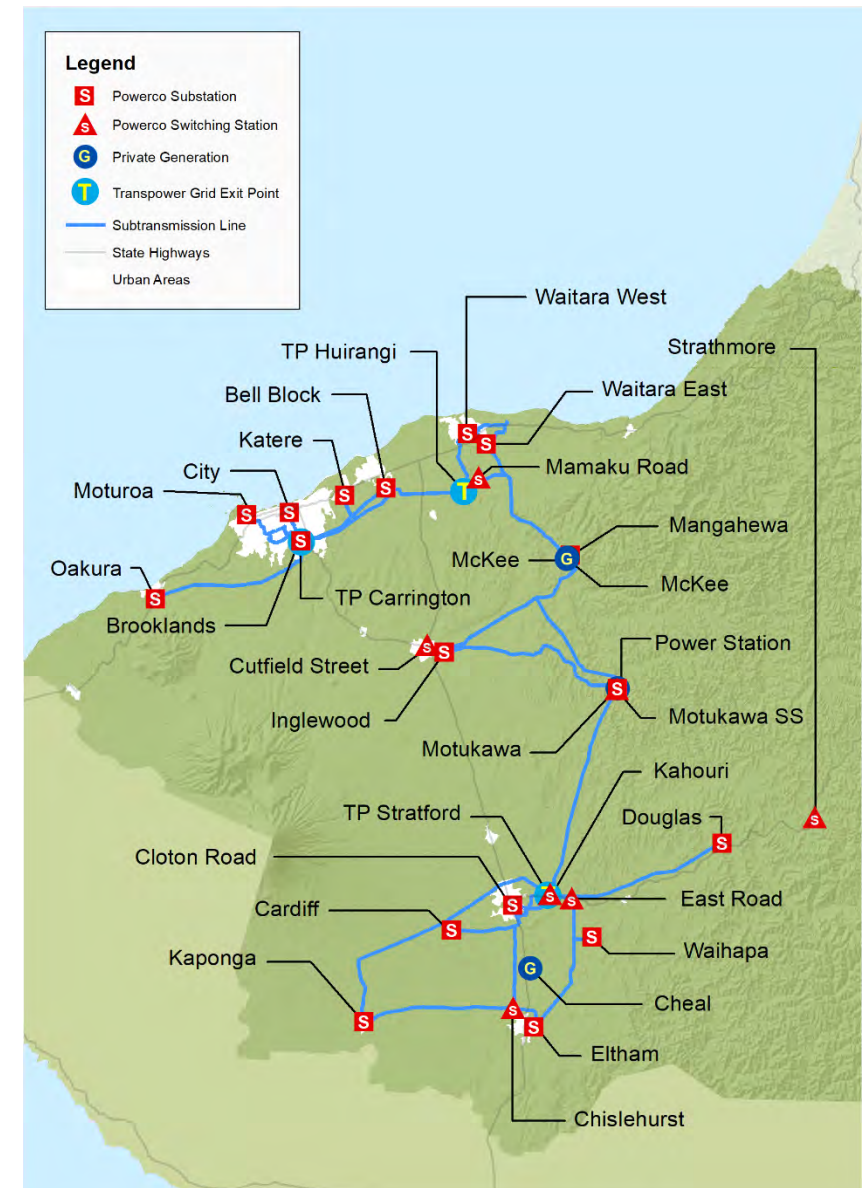 Legend
S Powerco Substation
S Powerco Switching Station
G Private Generation
T Transpower Grid Exit Point
Subtransmission Line
State Highways
Urban Areas
Waitara West
TP Huirangi
Strathmore
Bell Block
Waitara East
Katere
City
Mamaku Road
Moturoa
S
S
S
S
S
S
T
S
S
Mangahewa
McKee
G
McKee
Oakura
S
TP Carrington
S
Brooklands
Power Station
Cutfield Street
S
S
Inglewood
S
Motukawa SS
Motukawa
Kahouri
TP Stratford
Douglas
S
S
Cloton Road
S
S
S
East Road
Cardiff
S
S
Waihapa
Kaponga
G
Cheal
S
S
S
Eltham
Chislehurst